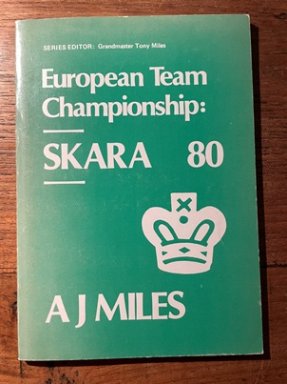 SERIES EDITOR: Grandmaster Tony Miles
European Team
Championship:
SKARA 80
A J MILES